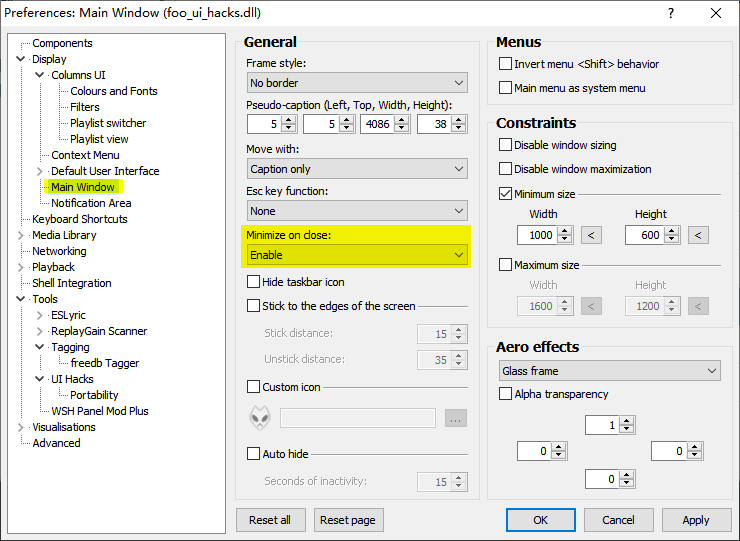 Preferences: Main Window (foo_ui_hacks.dll)
?
Components
Display
Columns UI
Colours and Fonts
Filters
Playlist switcher
Playlist view
Context Menu
Default User Interface
Main Window
Notification Area
Keyboard Shortcuts
Media Library
Networking
Playback
Shell Integration
Tools
ESLyric
ReplayGain Scanner
Tagging
freedb Tagger
UI Hacks
Portability
WSH Panel Mod Plus
Visualisations
Advanced
General
Frame style:
No border
Pseudo-caption (Left, Top, Width, Height):
5 5 4086 38
Move with:
Caption only
Esc key function:
None
Minimize on close:
Enable
Hide taskbar icon
Stick to the edges of the screen
Stick distance: 15
Unstick distance: 35
Custom icon
...
Auto hide
Seconds of inactivity: 15
Menus
Invert menu <Shift> behavior
Main menu as system menu
Constraints
Disable window sizing
Disable window maximization
Minimum size
Width Height
1000 < 600 <
Maximum size
Width Height
1600 < 1200 <
Aero effects
Glass frame
Alpha transparency
1
0 0
0
Reset all Reset page OK Cancel Apply